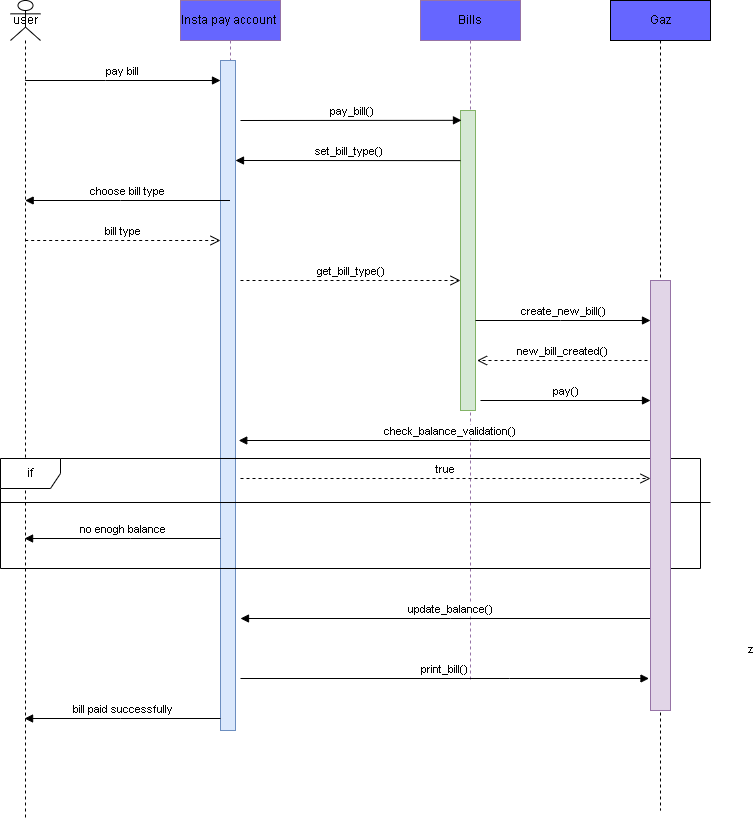 user
Insta pay account
Bills
Gaz
pay bill
pay_bill()
set_bill_type()
choose bill type
bill type
get_bill_type()
create_new_bill()
new_bill_created()
pay()
check_balance_validation()
if
true
no enogh balance
update_balance()
z
print_bill()
bill paid successfully